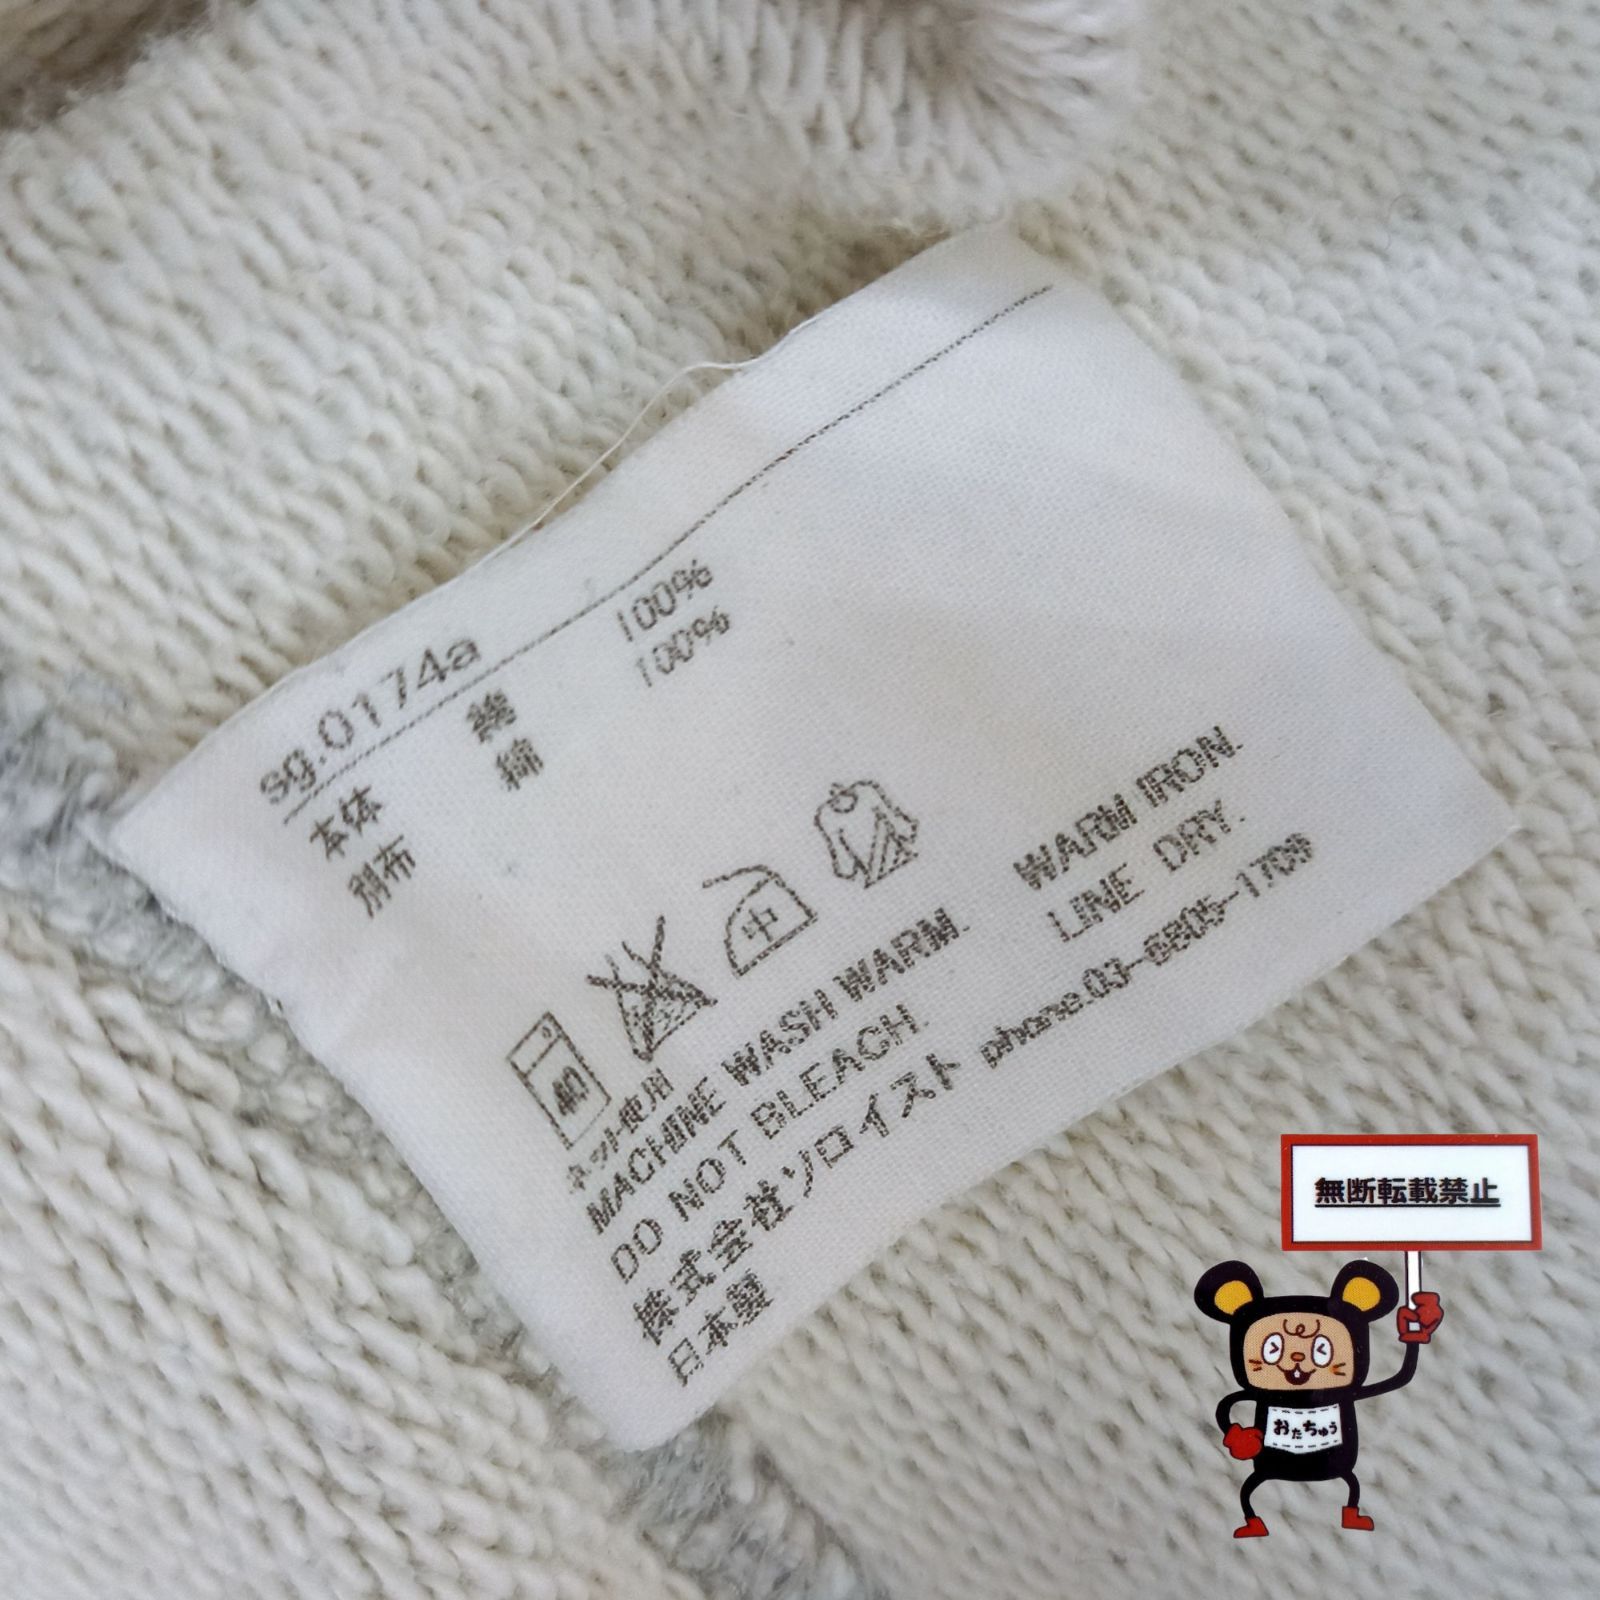 sg.0174a
本体 綿 100%
別布 綿 100%
40 中
ネット使用
MACHINE WASH WARM. WARM IRON.
DO NOT BLEACH. LINE DRY.
株式会社ソロイスト phone.03-6805-1709
日本製
無断転載禁止
おたちゅう